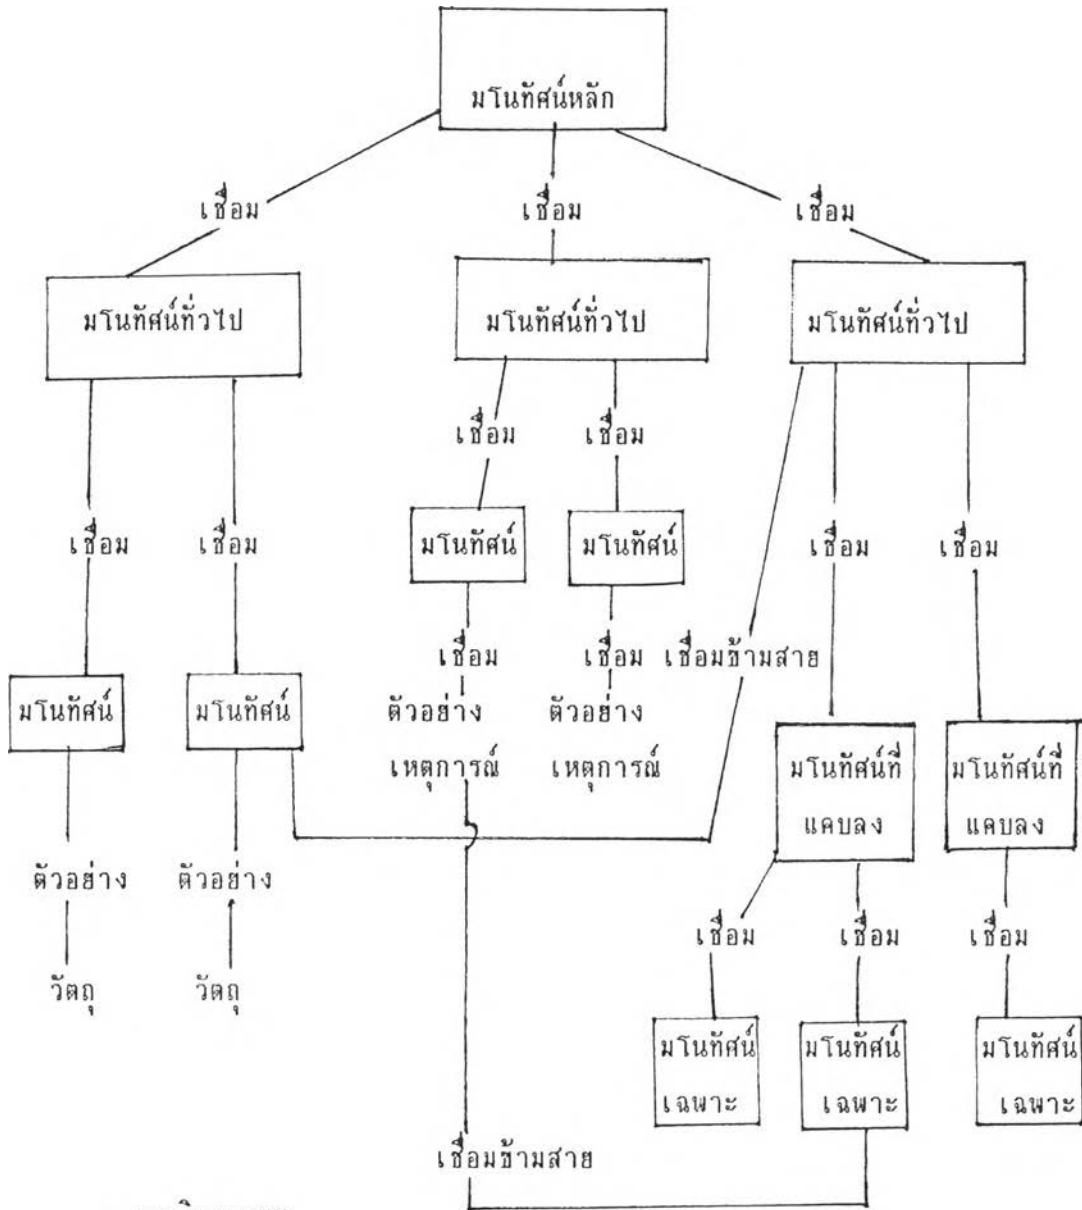 มโนทัศน์หลัก
เชื่อม เชื่อม เชื่อม
มโนทัศน์ทั่วไป มโนทัศน์ทั่วไป มโนทัศน์ทั่วไป
เชื่อม เชื่อม
เชื่อม เชื่อม มโนทัศน์ มโนทัศน์ เชื่อม เชื่อม
เชื่อม เชื่อม เชื่อมข้ามสาย
มโนทัศน์ มโนทัศน์ ตัวอย่าง ตัวอย่าง
เหตุการณ์ เหตุการณ์ มโนทัศน์ที่ มโนทัศน์ที่
แคบลง แคบลง
ตัวอย่าง ตัวอย่าง
เชื่อม เชื่อม เชื่อม
วัตถุ วัตถุ
มโนทัศน์ มโนทัศน์ มโนทัศน์
เฉพาะ เฉพาะ เฉพาะ
เชื่อมข้ามสาย